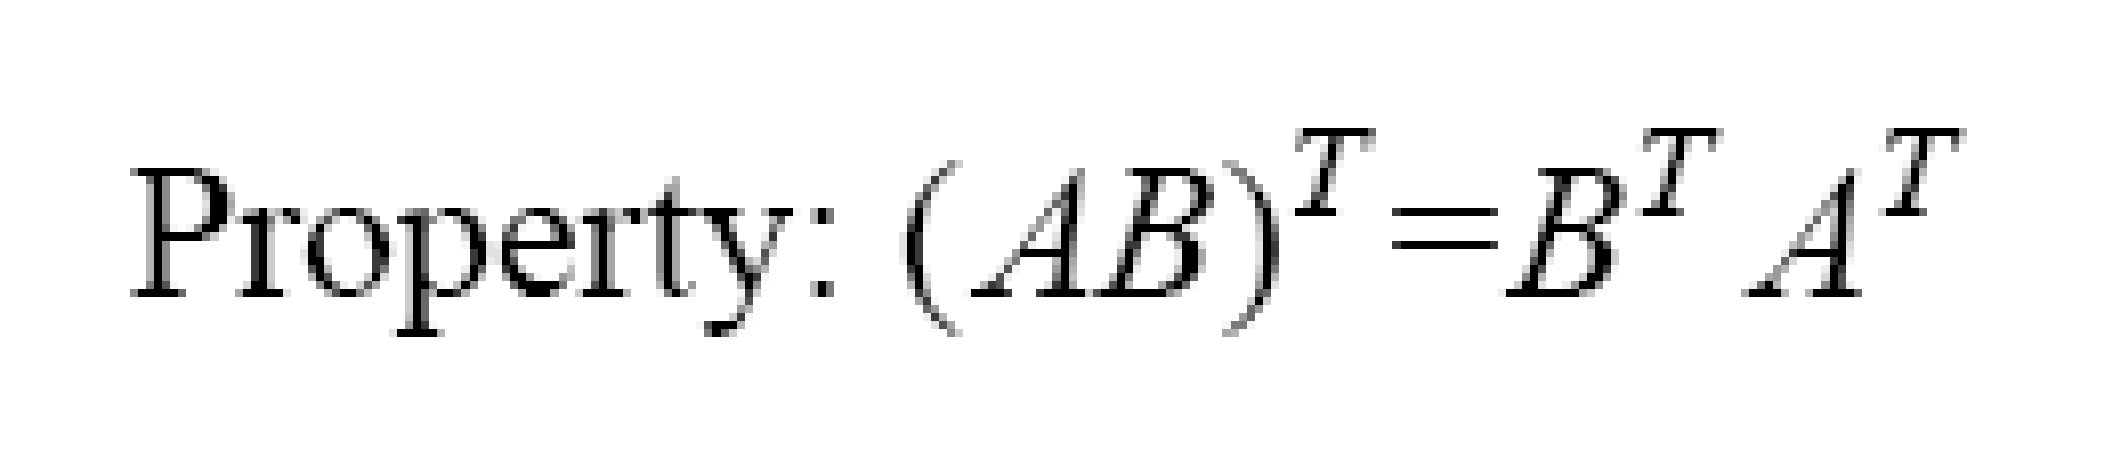 Property: (AB)^T = B^T A^T